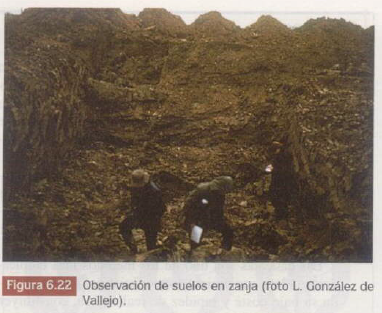 Figura 6.22 Observación de suelos en zanja (foto L. González de
Vallejo).